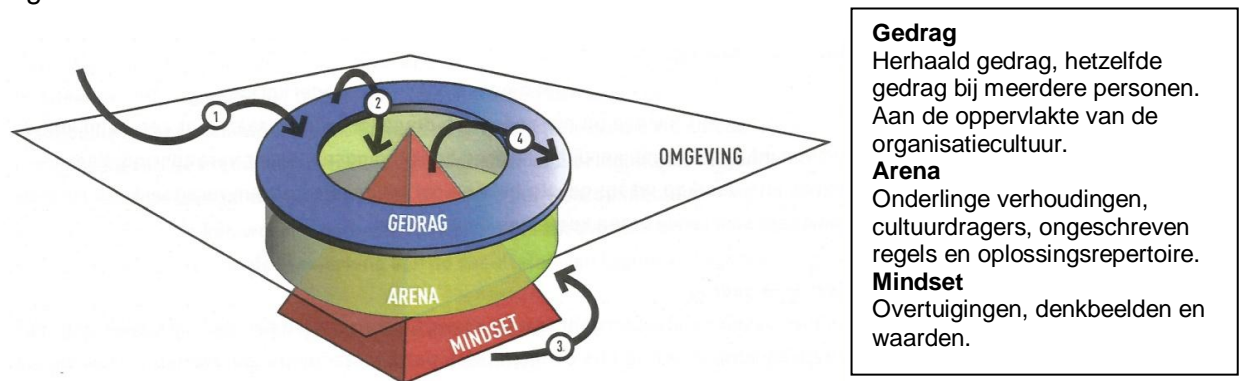 1
2
4
OMGEVING
GEDRAG
ARENA
MINDSET
3
Gedrag
Herhaald gedrag, hetzelfde
gedrag bij meerdere personen.
Aan de oppervlakte van de
organisatiecultuur.
Arena
Onderlinge verhoudingen,
cultuurdragers, ongeschreven
regels en oplossingsrepertoire.
Mindset
Overtuigingen, denkbeelden en
waarden.